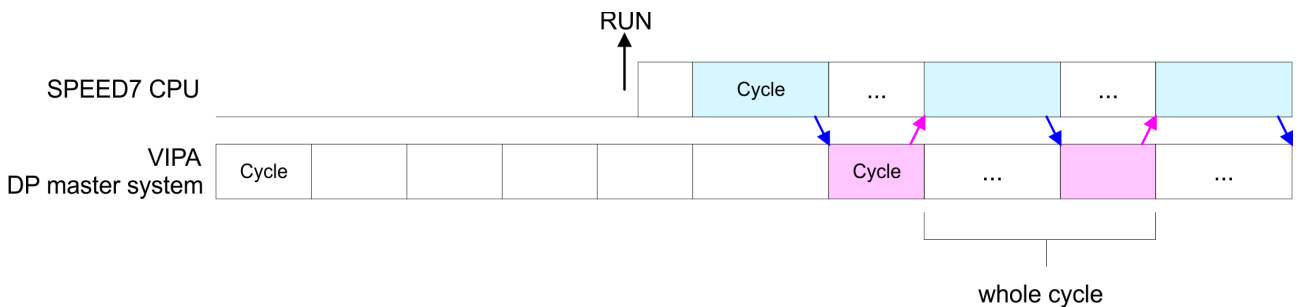 RUN
SPEED7 CPU
Cycle
...
...
VIPA
DP master system
Cycle
Cycle
...
...
whole cycle